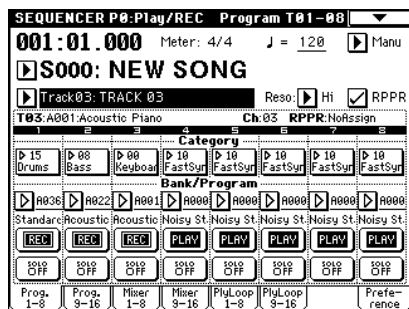 SEQUENCER P0:Play/REC Program T01-08
001:01.000 Meter: 4/4 ♩ = 120 Manu
S000: NEW SONG
Track03: TRACK 03 Reso: Hi RPPR
T03:A001:Acoustic Piano Ch:03 RPPR:NoAssign
1 2 3 4 5 6 7 8
Category
15 08 00 10 10 10 10 10
Drums Bass Keyboar FastSyn FastSyn FastSyn FastSyn FastSyn
Bank/Program
A036 A022 A001 A000 A000 A000 A000 A000
Standard Acoustic Acoustic Noisy St. Noisy St. Noisy St. Noisy St. Noisy St.
REC REC REC PLAY PLAY PLAY PLAY PLAY
SOLO OFF SOLO OFF SOLO OFF SOLO OFF SOLO OFF SOLO OFF SOLO OFF SOLO OFF
Prog. 1-8 Prog. 9-16 Mixer 1-8 Mixer 9-16 PlyLoop 1-8 PlyLoop 9-16 Prefe-rence